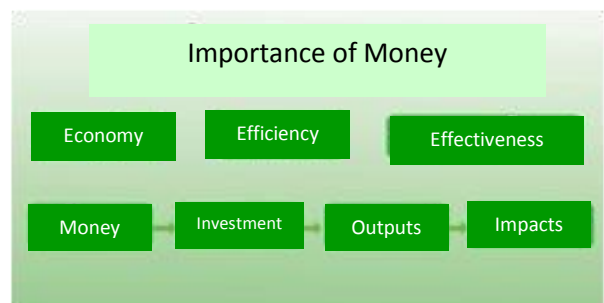 Importance of Money
Economy
Efficiency
Effectiveness
Money
Investment
Outputs
Impacts